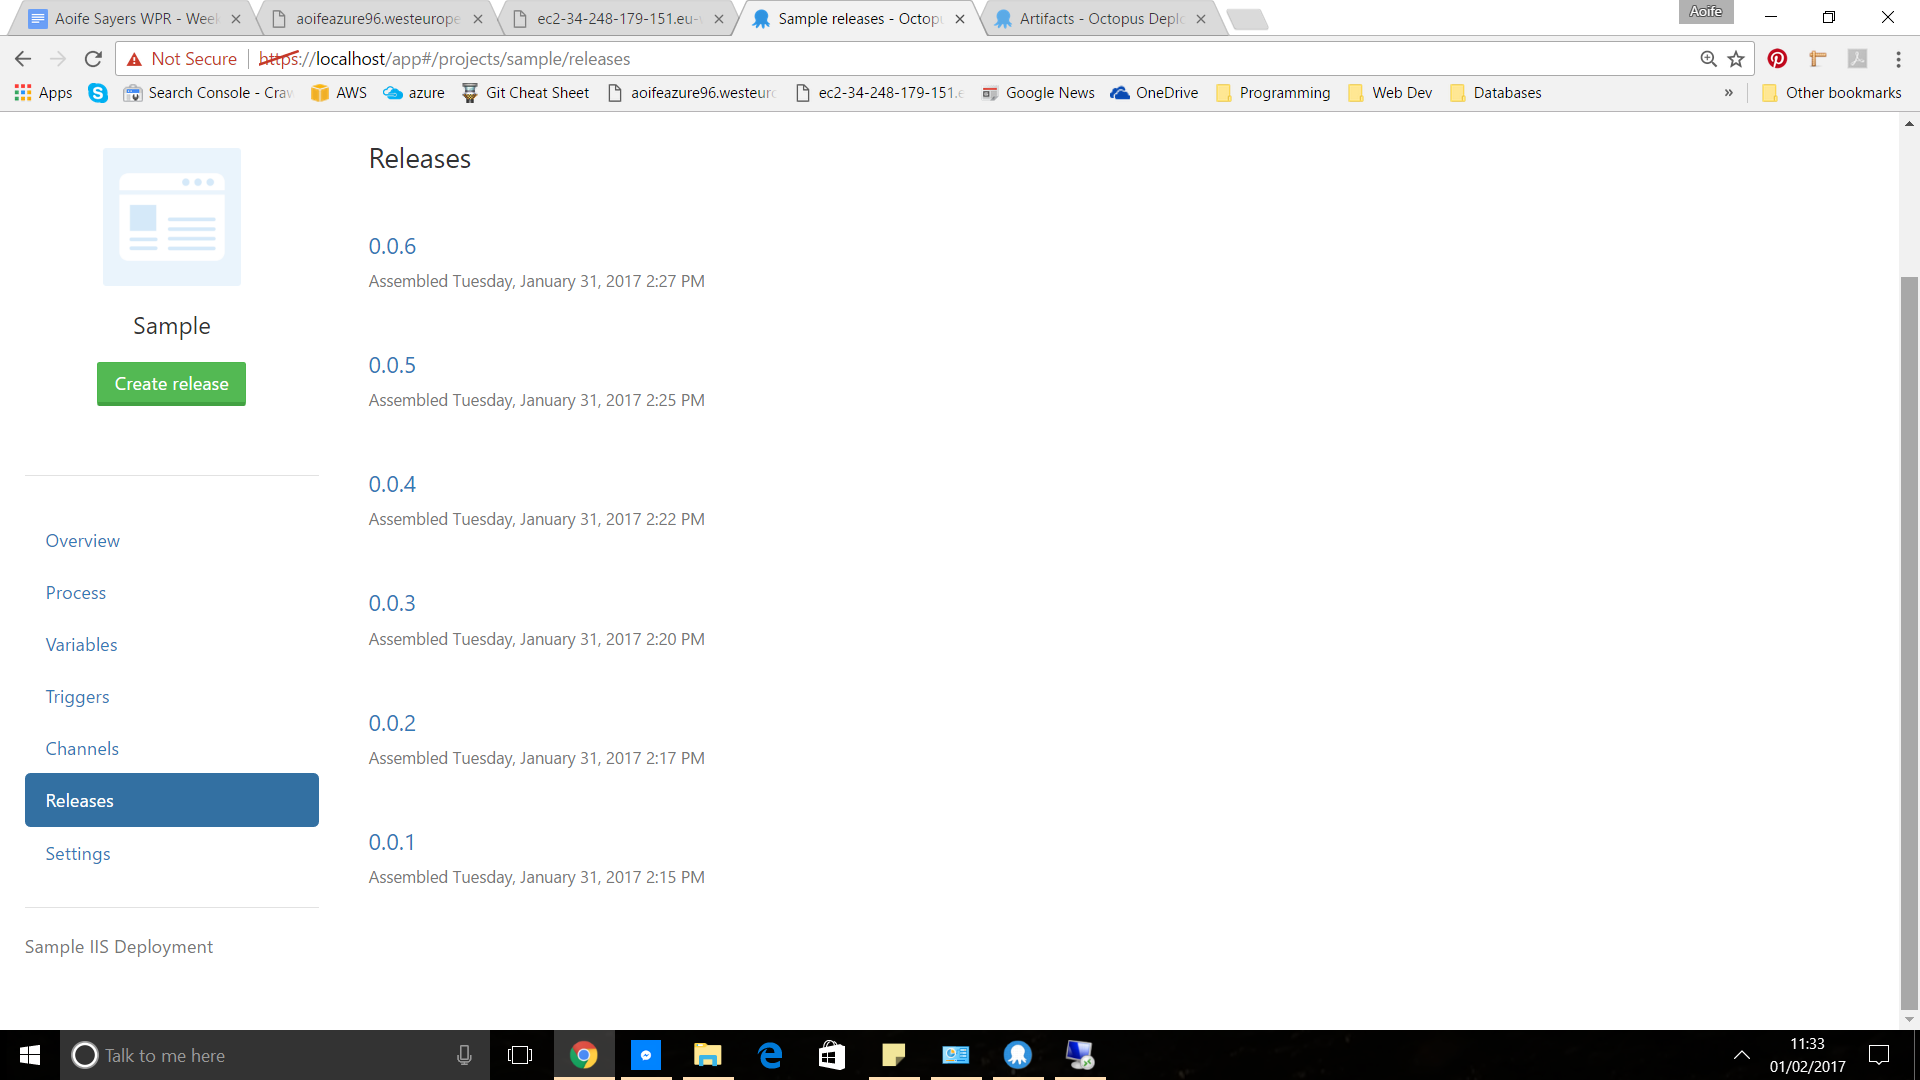 Aoife Sayers WPR - Week
aoifeazure96.westeurope
ec2-34-248-179-151.eu-
Sample releases - Octop
Artifacts - Octopus Depl
Aoife
Not Secure
https://localhost/app#/projects/sample/releases
Apps
Search Console - Craw
AWS
azure
Git Cheat Sheet
aoifeazure96.westeur
ec2-34-248-179-151.e
Google News
OneDrive
Programming
Web Dev
Databases
»
Other bookmarks
Sample
Create release
Overview
Process
Variables
Triggers
Channels
Releases
Settings
Sample IIS Deployment
Releases
0.0.6
Assembled Tuesday, January 31, 2017 2:27 PM
0.0.5
Assembled Tuesday, January 31, 2017 2:25 PM
0.0.4
Assembled Tuesday, January 31, 2017 2:22 PM
0.0.3
Assembled Tuesday, January 31, 2017 2:20 PM
0.0.2
Assembled Tuesday, January 31, 2017 2:17 PM
0.0.1
Assembled Tuesday, January 31, 2017 2:15 PM
Talk to me here
11:33
01/02/2017